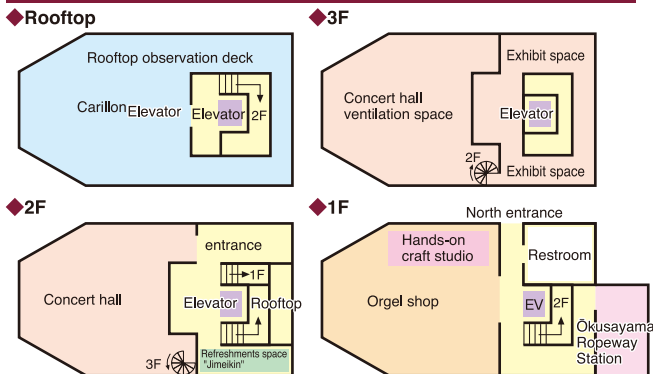 ◆Rooftop
Rooftop observation deck
Carillon
Elevator
Elevator
2F
◆3F
Exhibit space
Concert hall
ventilation space
Elevator
2F
Exhibit space
◆2F
entrance
1F
Concert hall
Elevator
Rooftop
3F
Refreshments space
"Jimeikin"
◆1F
North entrance
Hands-on
craft studio
Restroom
Orgel shop
EV
2F
Ōkusayama
Ropeway
Station